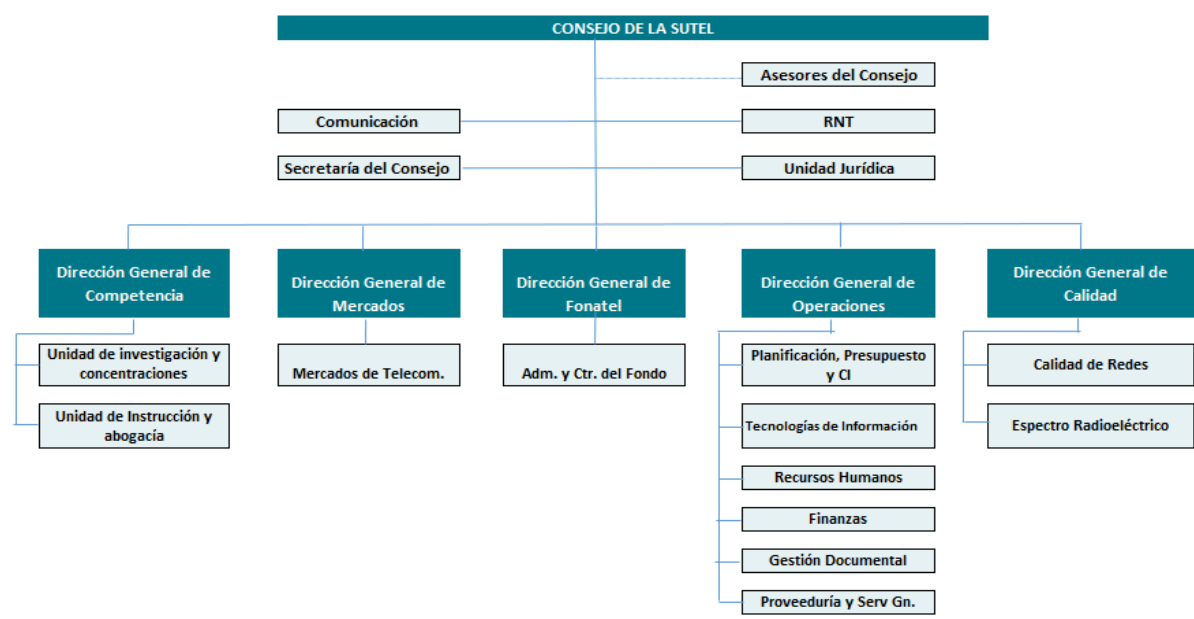 CONSEJO DE LA SUTEL
Asesores del Consejo
Comunicación
RNT
Secretaría del Consejo
Unidad Jurídica
Dirección General de
Competencia
Dirección General de
Mercados
Dirección General de
Fonatel
Dirección General de
Operaciones
Dirección General de
Calidad
Unidad de investigación y
concentraciones
Unidad de Instrucción y
abogacía
Mercados de Telecom.
Adm. y Ctr. del Fondo
Planificación, Presupuesto
y CI
Tecnologías de Información
Recursos Humanos
Finanzas
Gestión Documental
Proveeduría y Serv Gn.
Calidad de Redes
Espectro Radioeléctrico